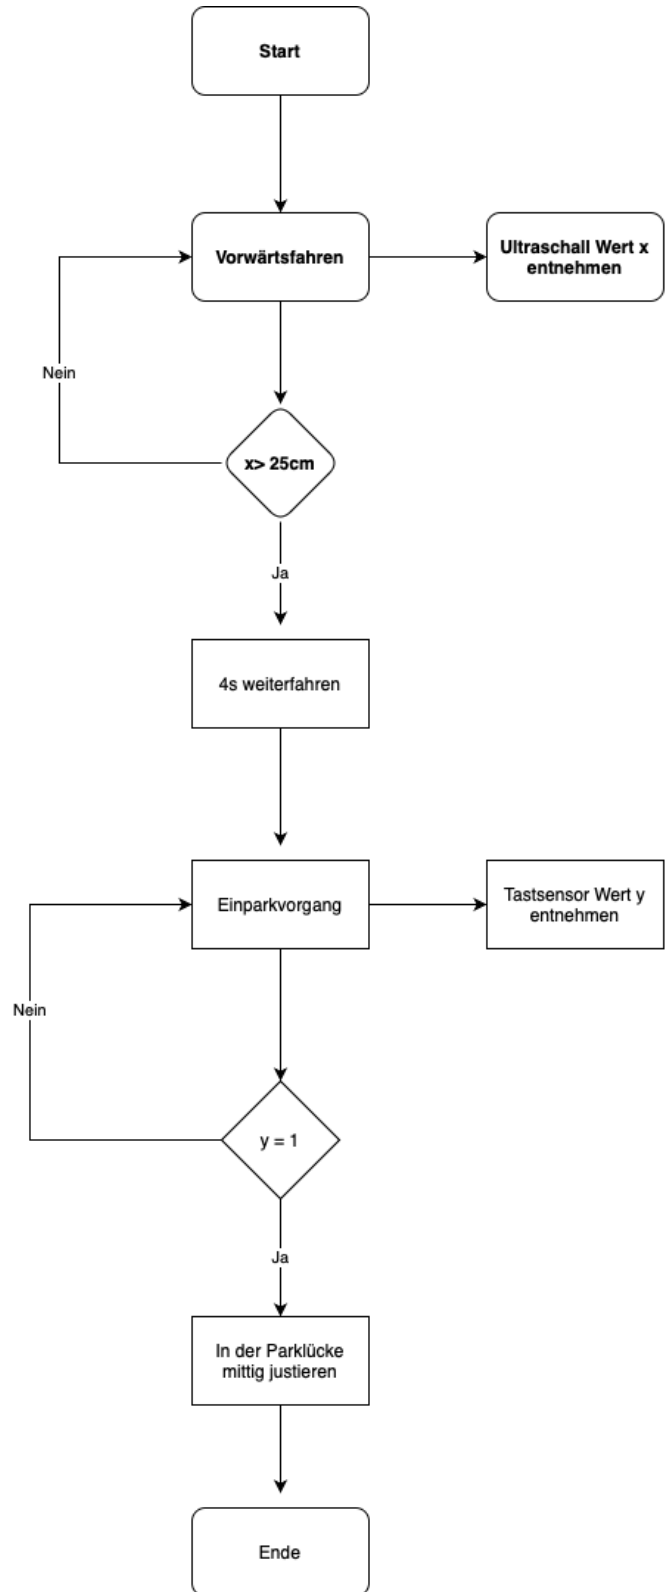 Start
Vorwärtsfahren
Ultraschall Wert x
entnehmen
Nein
x> 25cm
Ja
4s weiterfahren
Einparkvorgang
Tastsensor Wert y
entnehmen
Nein
y = 1
Ja
In der Parklücke
mittig justieren
Ende